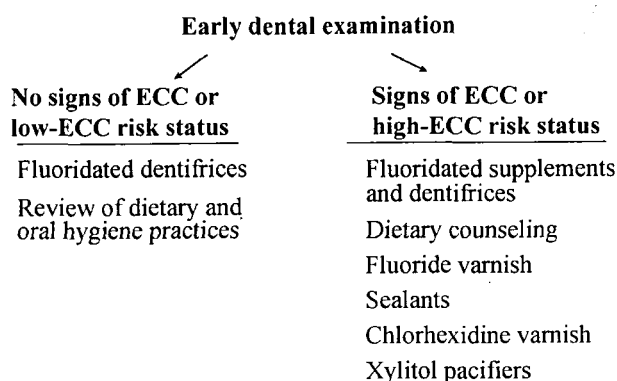 Early dental examination
No signs of ECC or
low-ECC risk status
Fluoridated dentifrices
Review of dietary and
oral hygiene practices
Signs of ECC or
high-ECC risk status
Fluoridated supplements
and dentifrices
Dietary counseling
Fluoride varnish
Sealants
Chlorhexidine varnish
Xylitol pacifiers